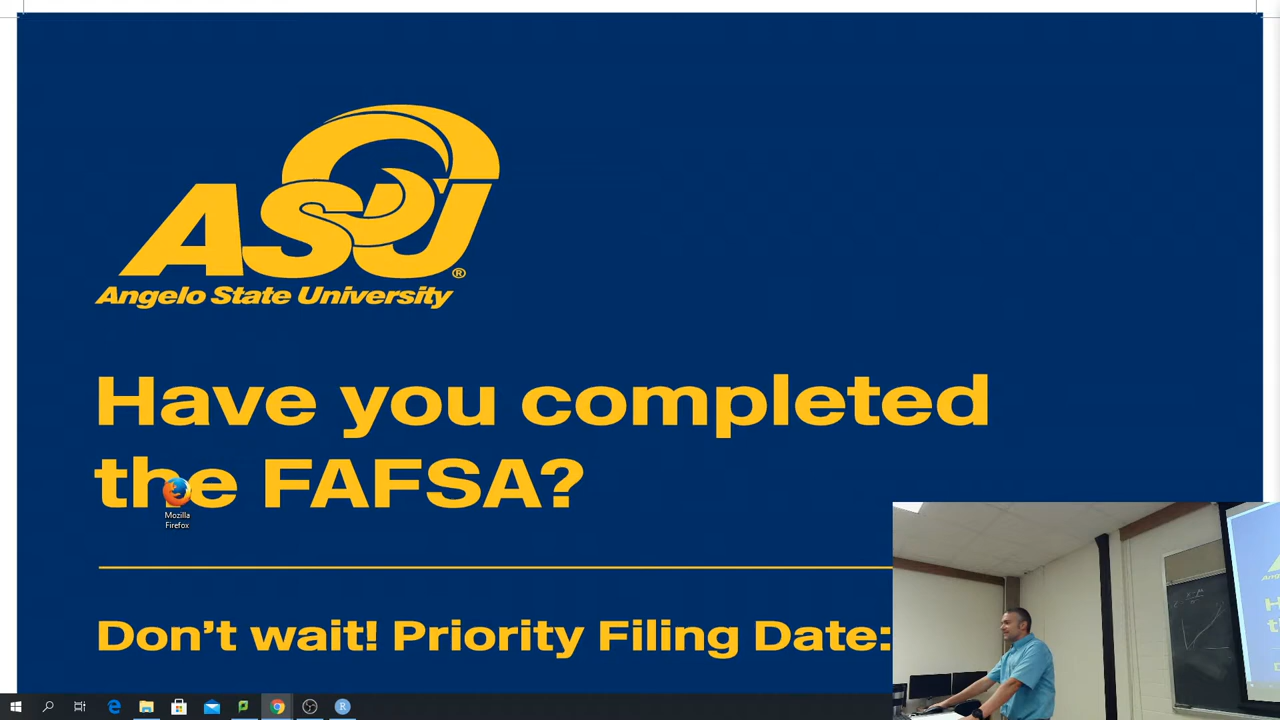 ASU
®
Angelo State University
Have you completed
the FAFSA?
Mozilla
Firefox
Don't wait! Priority Filing Date: